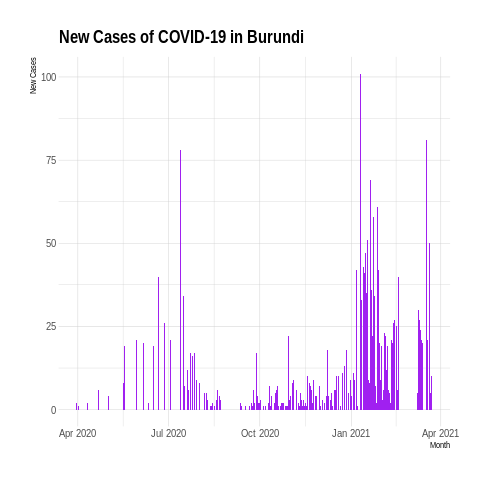 New Cases of COVID-19 in Burundi
New Cases
100
75
50
25
0
Apr 2020 Jul 2020 Oct 2020 Jan 2021 Apr 2021
Month